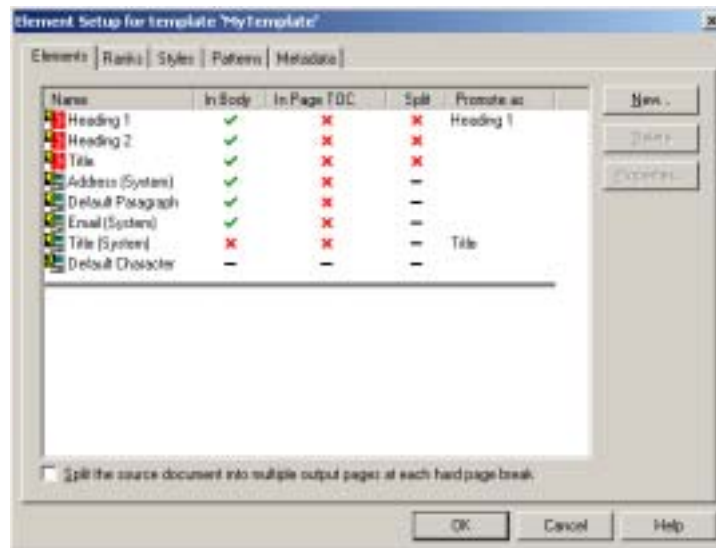 Element Setup for template 'MyTemplate'
Elements Ranks Styles Patterns Metadata
Name In Body In Page TOC Split Promote as
Heading 1 Heading 1
Heading 2
Title
Address (System)
Default Paragraph
Email (System)
Title (System) Title
Default Character
New...
Delete
Properties...
Split the source document into multiple output pages at each hard page break
OK Cancel Help